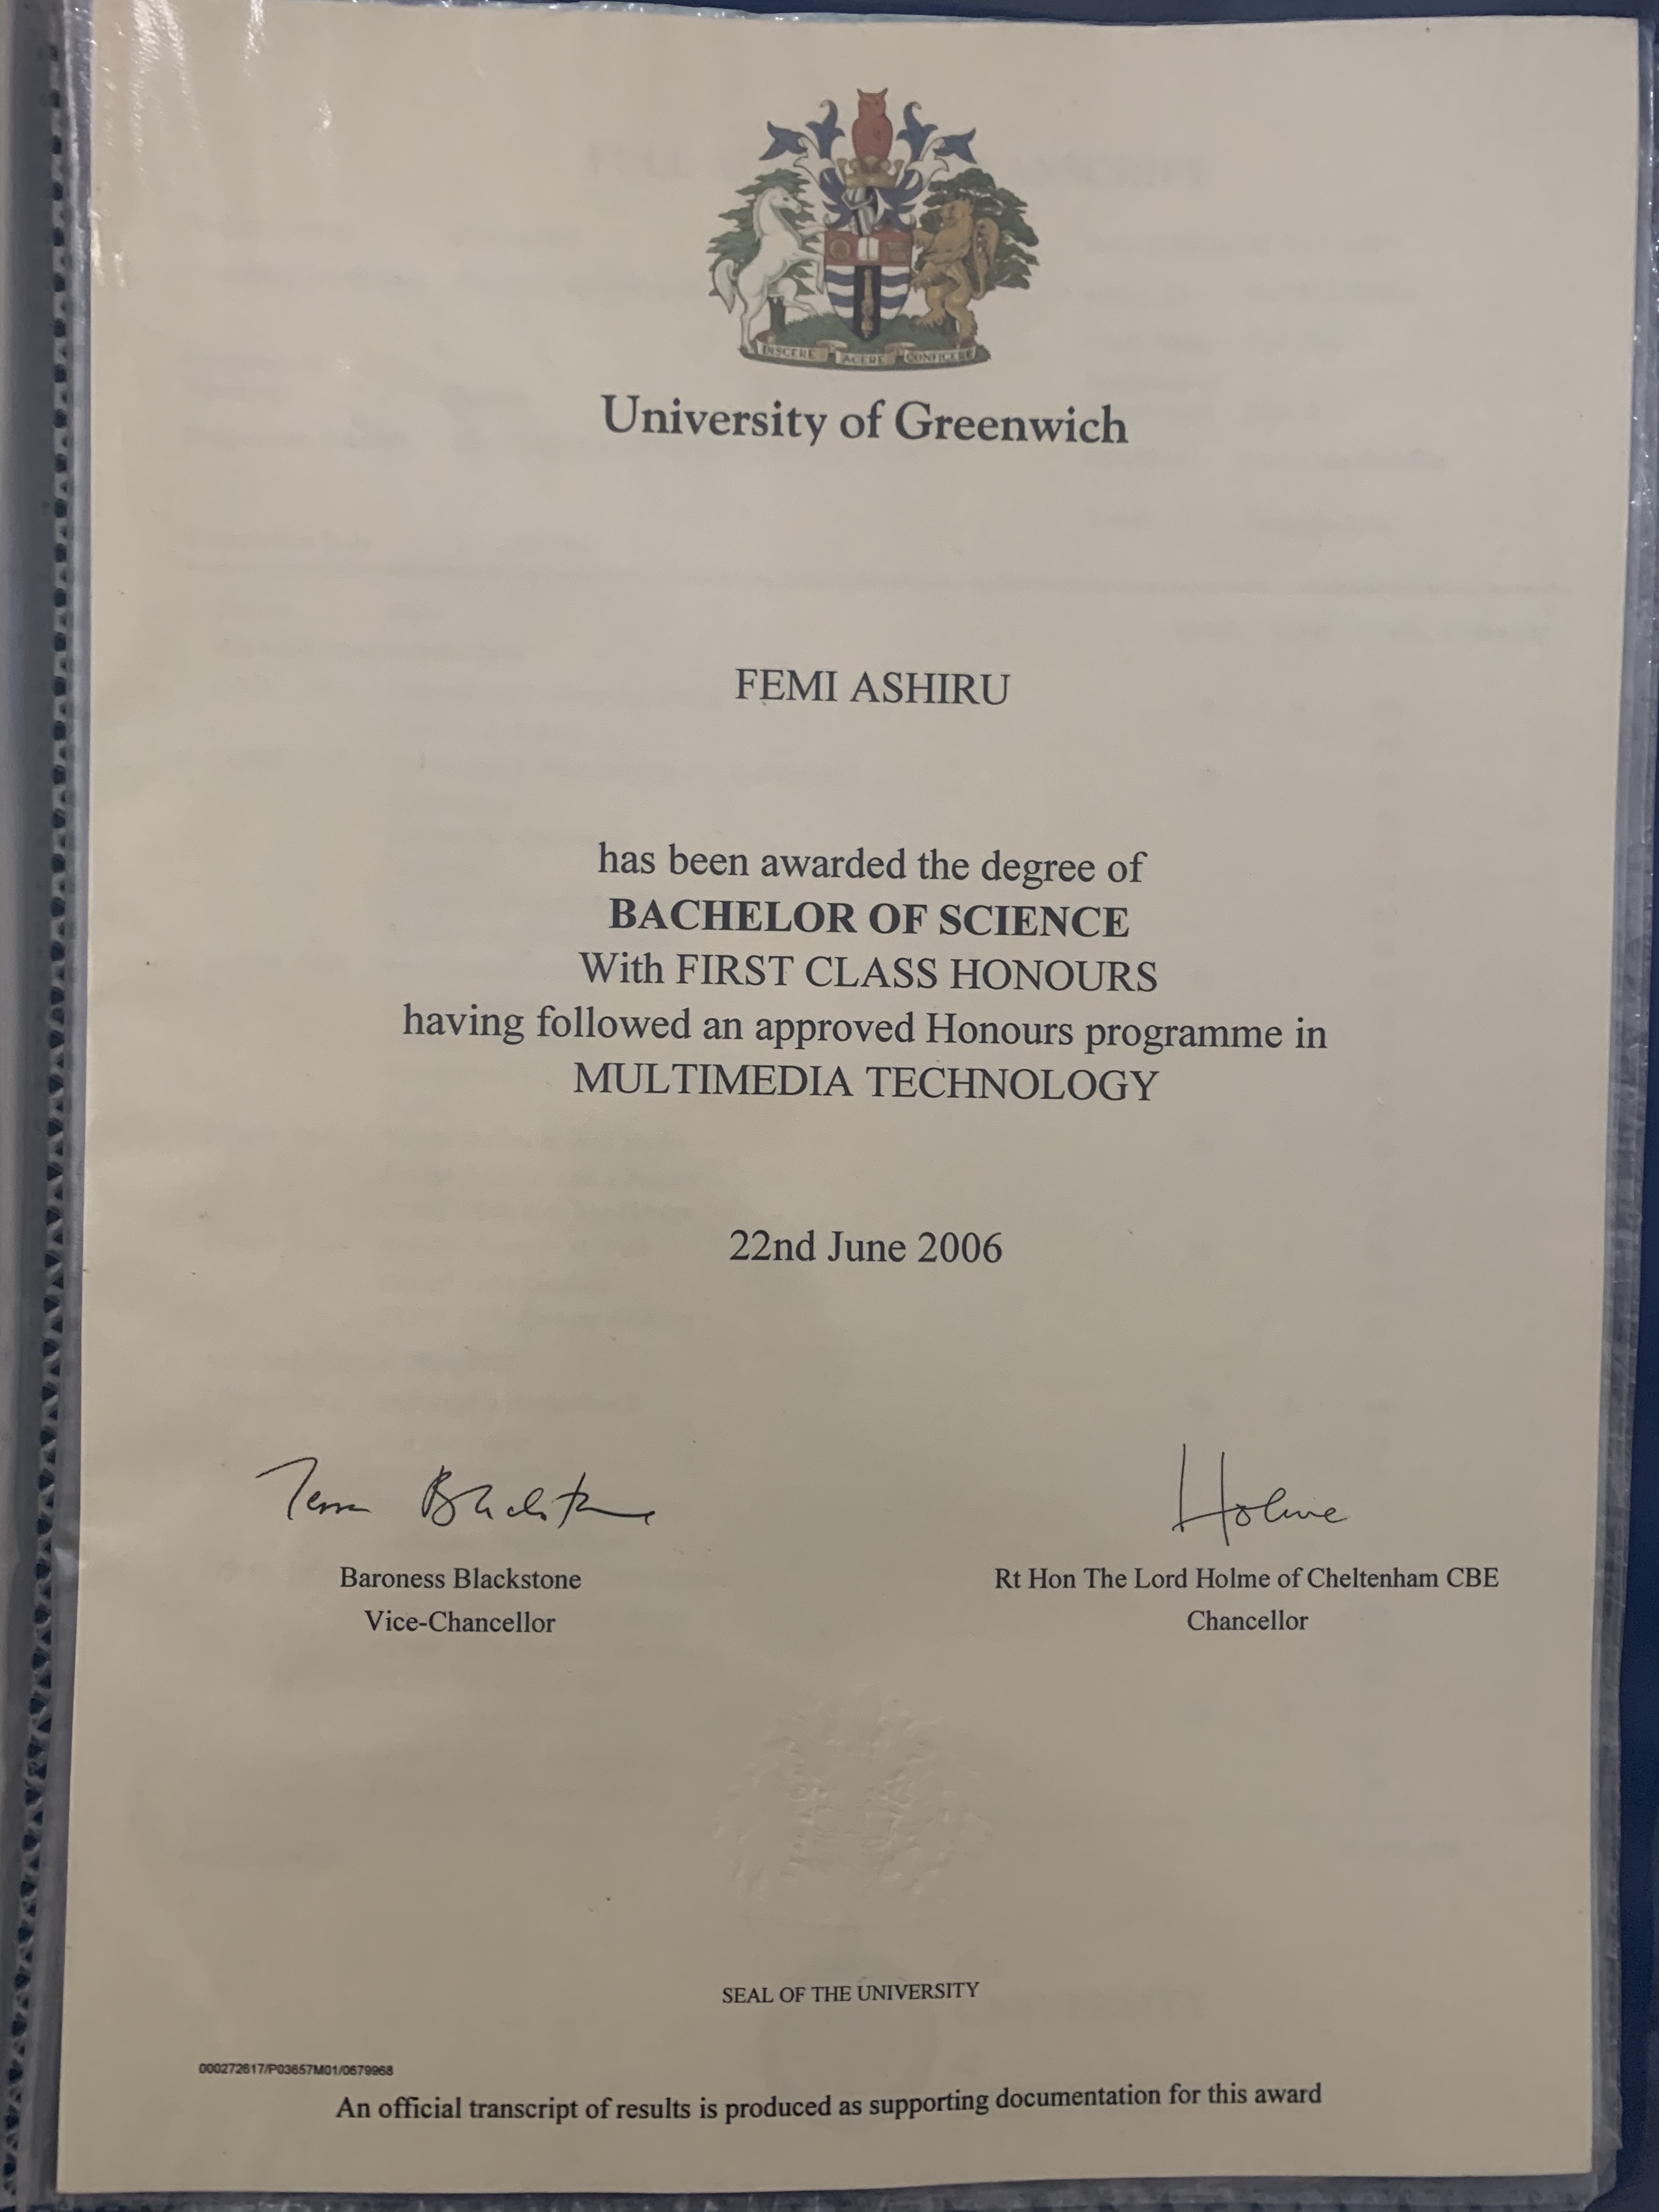 DISCERE AGERE CONFICERE
University of Greenwich
FEMI ASHIRU
has been awarded the degree of
BACHELOR OF SCIENCE
With FIRST CLASS HONOURS
having followed an approved Honours programme in
MULTIMEDIA TECHNOLOGY
22nd June 2006
Baroness Blackstone
Vice-Chancellor
Holme
Rt Hon The Lord Holme of Cheltenham CBE
Chancellor
SEAL OF THE UNIVERSITY
000272617/P03657M01/0679968
An official transcript of results is produced as supporting documentation for this award